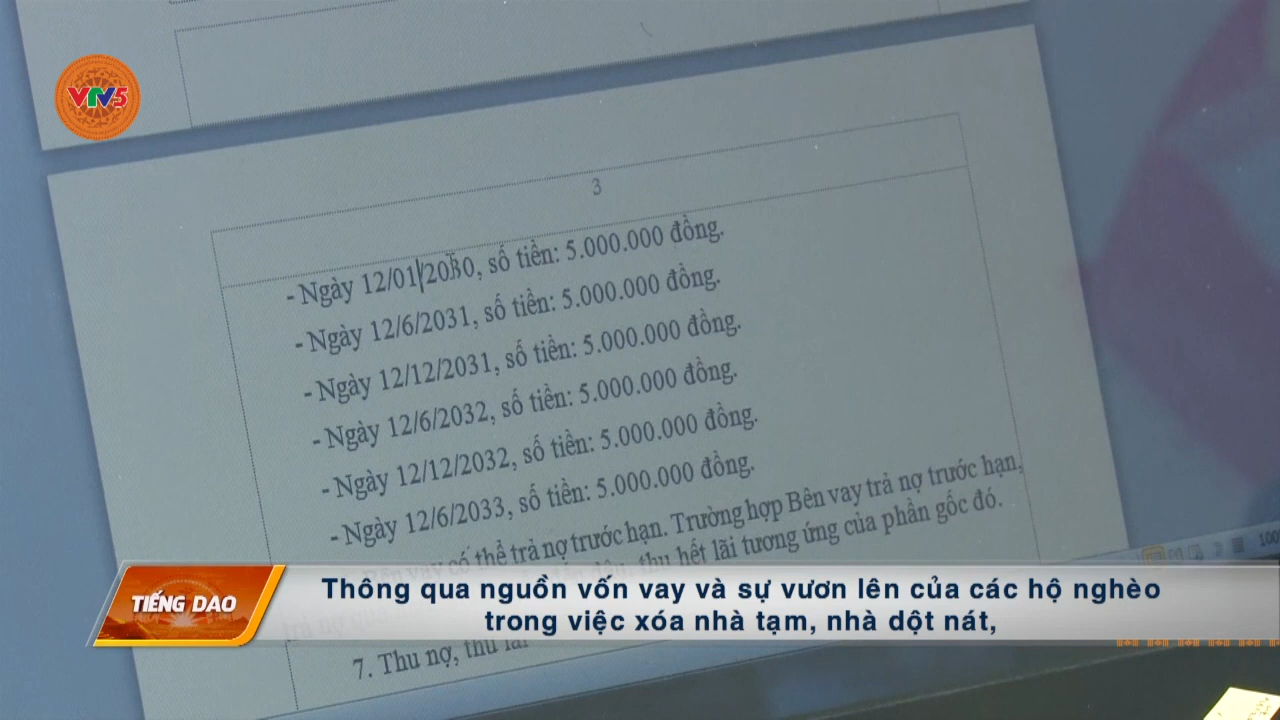 VTV5
3
- Ngày 12/01/2030, số tiền: 5.000.000 đồng.
- Ngày 12/6/2031, số tiền: 5.000.000 đồng.
- Ngày 12/12/2031, số tiền: 5.000.000 đồng.
- Ngày 12/6/2032, số tiền: 5.000.000 đồng.
- Ngày 12/12/2032, số tiền: 5.000.000 đồng.
- Ngày 12/6/2033, số tiền: 5.000.000 đồng.
Bên vay có thể trả nợ trước hạn. Trường hợp Bên vay trả nợ trước hạn,
thu hết lãi tương ứng của phần gốc đó.
7. Thu nợ, thu lãi
TIẾNG DAO
Thông qua nguồn vốn vay và sự vươn lên của các hộ nghèo
trong việc xóa nhà tạm, nhà dột nát,